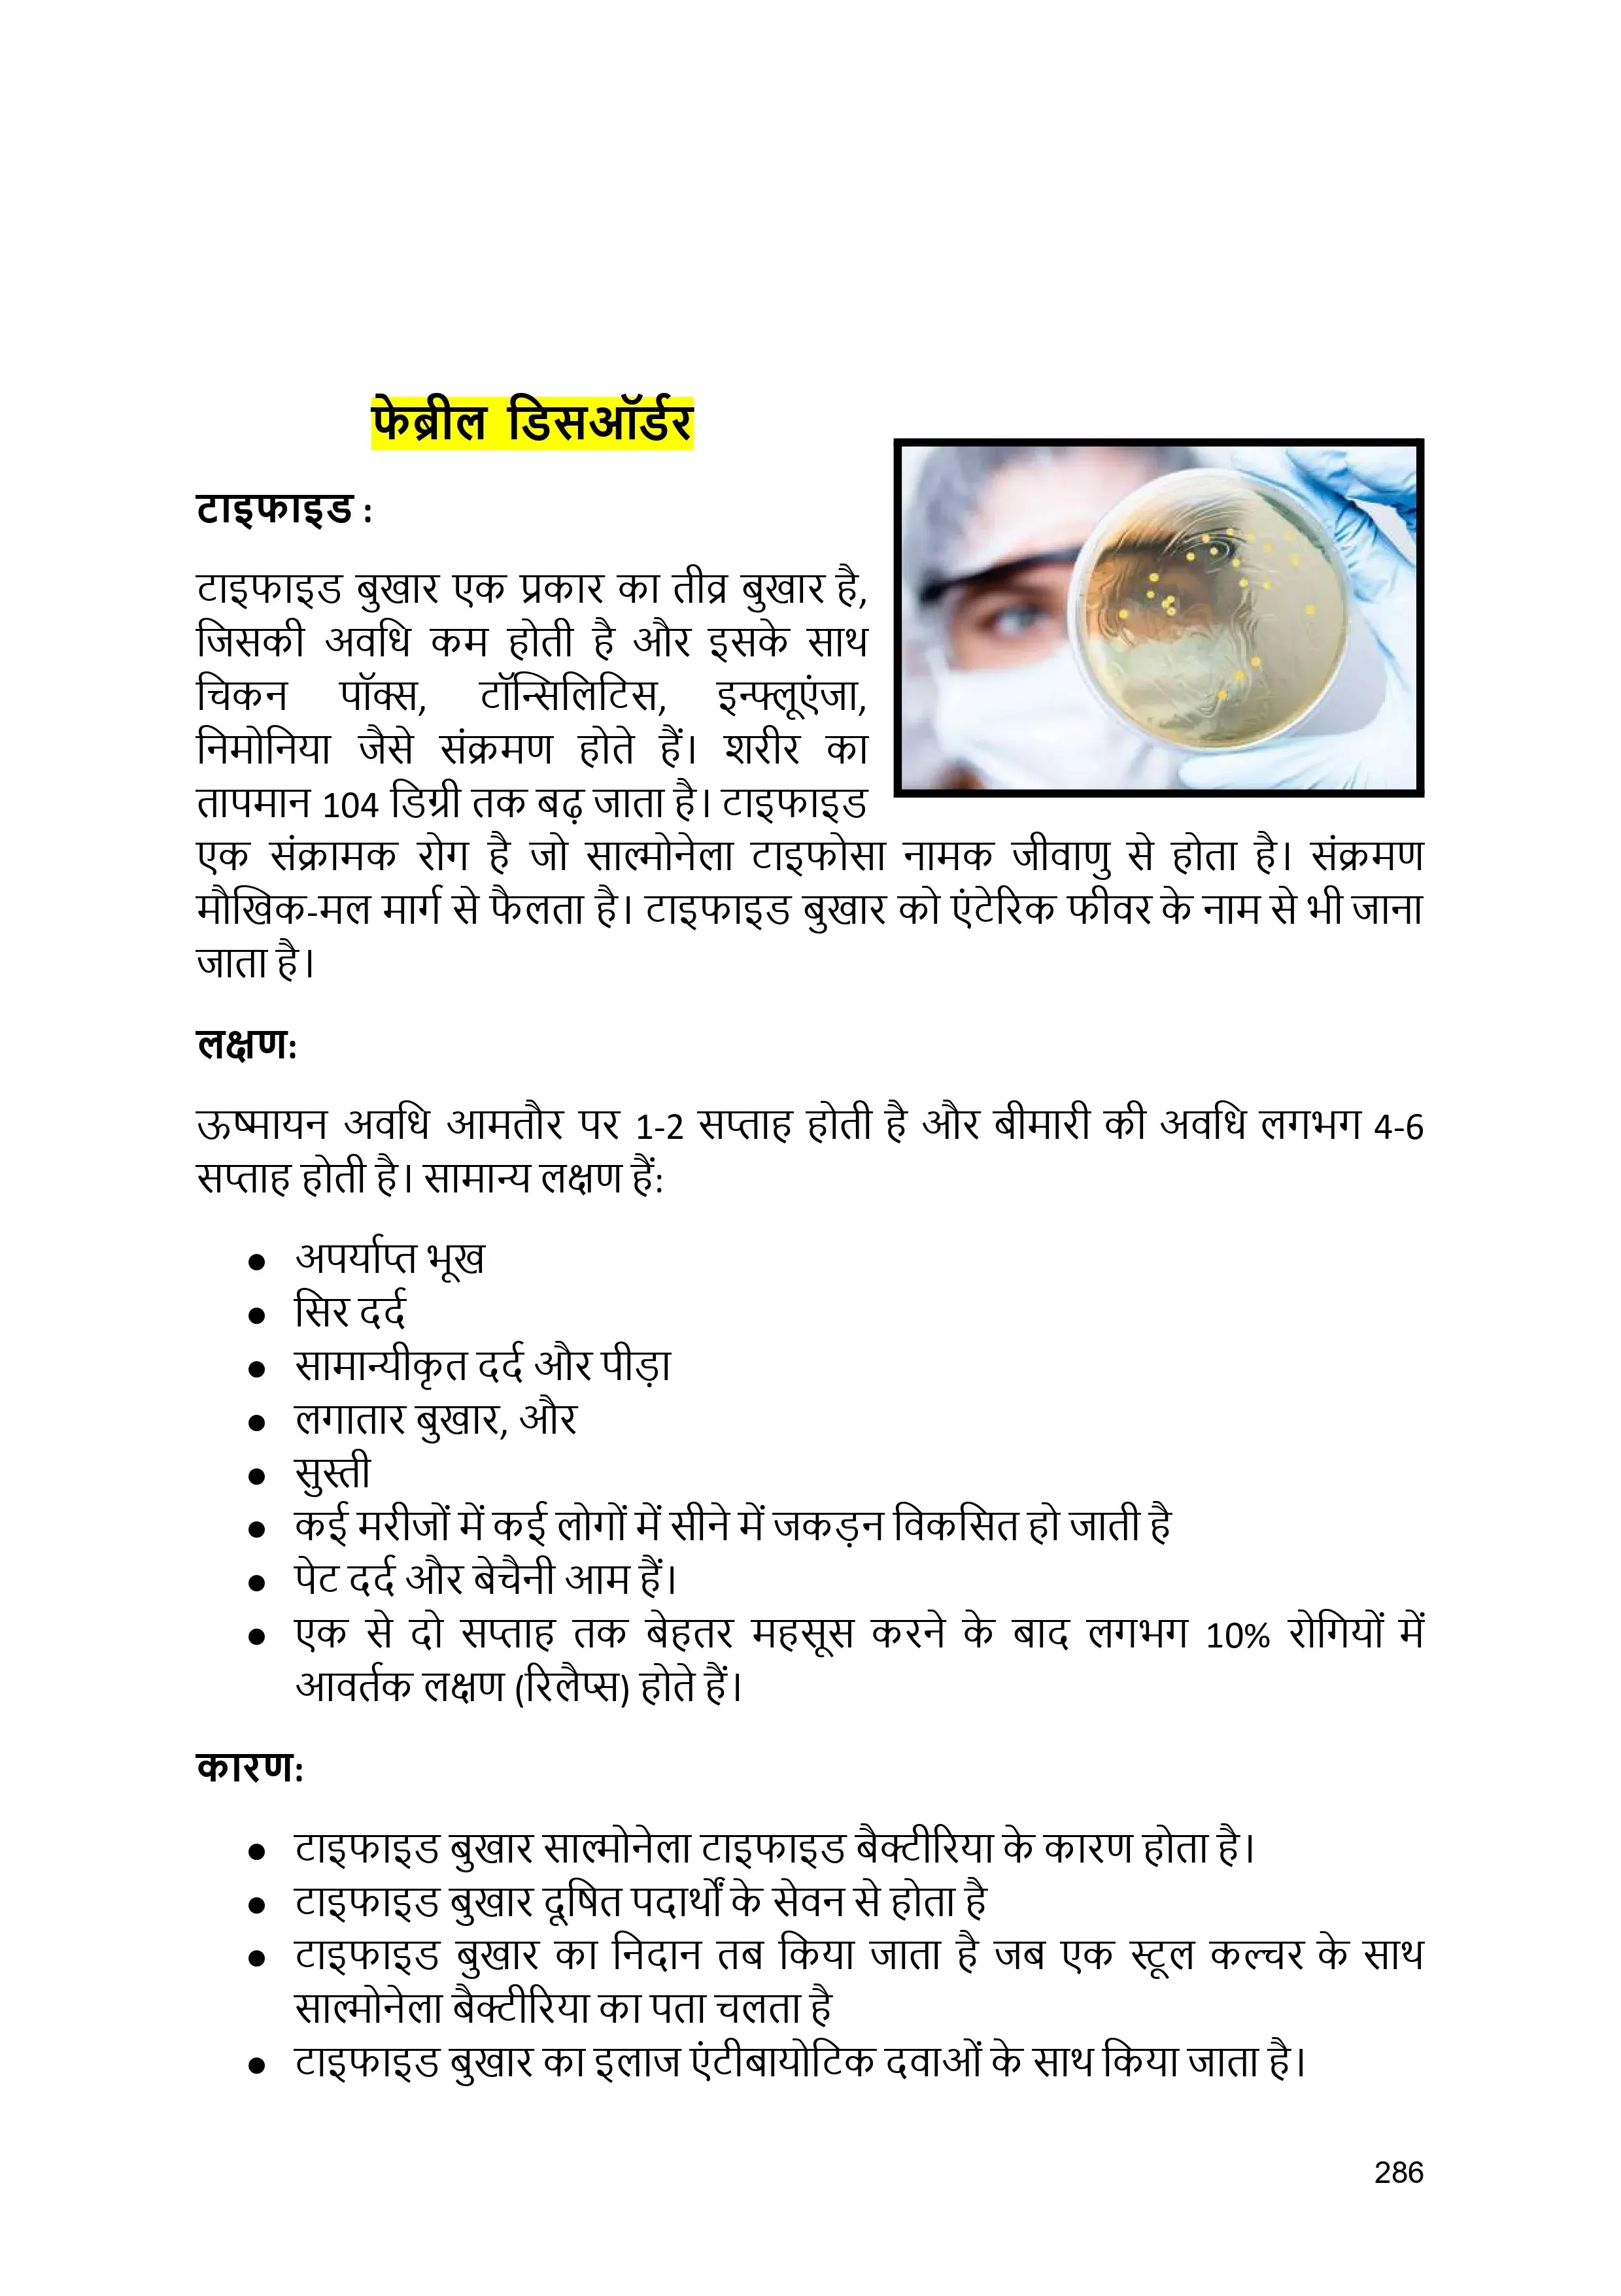 फेब्रील डिसऑर्डर
टाइफाइड :
टाइफाइड बुखार एक प्रकार का तीव्र बुखार है,
जिसकी अवधि कम होती है और इसके साथ
चिकन पॉक्स, टॉन्सिलिटिस, इन्फ्लूएंजा,
निमोनिया जैसे संक्रमण होते हैं। शरीर का
तापमान 104 डिग्री तक बढ़ जाता है। टाइफाइड
एक संक्रामक रोग है जो साल्मोनेला टाइफोसा नामक जीवाणु से होता है। संक्रमण
मौखिक-मल मार्ग से फैलता है। टाइफाइड बुखार को एंटेरिक फीवर के नाम से भी जाना
जाता है।
लक्षण:
ऊष्मायन अवधि आमतौर पर 1-2 सप्ताह होती है और बीमारी की अवधि लगभग 4-6
सप्ताह होती है। सामान्य लक्षण हैं:
● अपर्याप्त भूख
● सिर दर्द
● सामान्यीकृत दर्द और पीड़ा
● लगातार बुखार, और
● सुस्ती
● कई मरीजों में कई लोगों में सीने में जकड़न विकसित हो जाती है
● पेट दर्द और बेचैनी आम हैं।
● एक से दो सप्ताह तक बेहतर महसूस करने के बाद लगभग 10% रोगियों में
आवर्तक लक्षण (रिलैप्स) होते हैं।
कारण:
● टाइफाइड बुखार साल्मोनेला टाइफाइड बैक्टीरिया के कारण होता है।
● टाइफाइड बुखार दूषित पदार्थों के सेवन से होता है
● टाइफाइड बुखार का निदान तब किया जाता है जब एक स्टूल कल्चर के साथ
साल्मोनेला बैक्टीरिया का पता चलता है
● टाइफाइड बुखार का इलाज एंटीबायोटिक दवाओं के साथ किया जाता है।
286